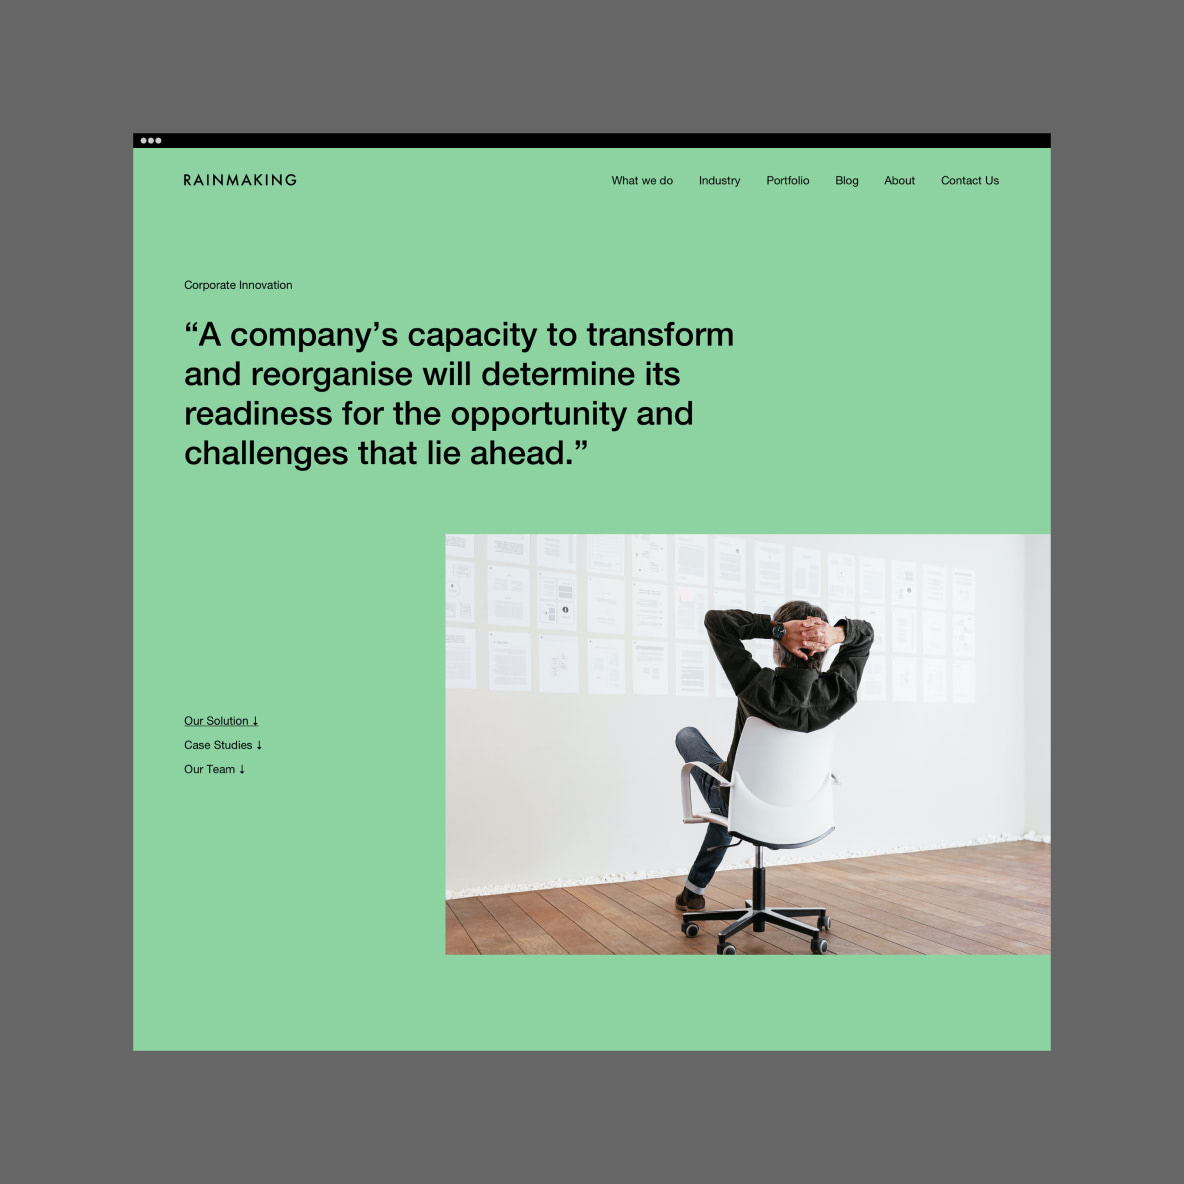 RAINMAKING
What we do Industry Portfolio Blog About Contact Us
Corporate Innovation
“A company’s capacity to transform
and reorganise will determine its
readiness for the opportunity and
challenges that lie ahead.”
Our Solution ↓
Case Studies ↓
Our Team ↓